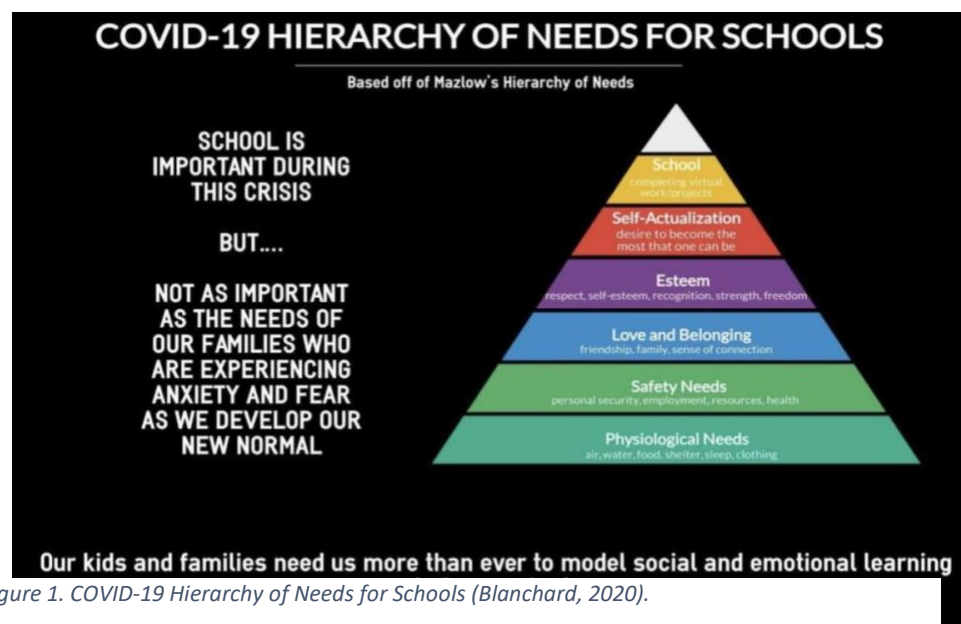 COVID-19 HIERARCHY OF NEEDS FOR SCHOOLS
Based off of Mazlow's Hierarchy of Needs
SCHOOL IS
IMPORTANT DURING
THIS CRISIS
BUT....
NOT AS IMPORTANT
AS THE NEEDS OF
OUR FAMILIES WHO
ARE EXPERIENCING
ANXIETY AND FEAR
AS WE DEVELOP OUR
NEW NORMAL
School
completing virtual
work/projects
Self-Actualization
desire to become the
most that one can be
Esteem
respect, self-esteem, recognition, strength, freedom
Love and Belonging
friendship, family, sense of connection
Safety Needs
personal security, employment, resources, health
Physiological Needs
air, water, food, shelter, sleep, clothing
Our kids and families need us more than ever to model social and emotional learning
gure 1. COVID-19 Hierarchy of Needs for Schools (Blanchard, 2020).